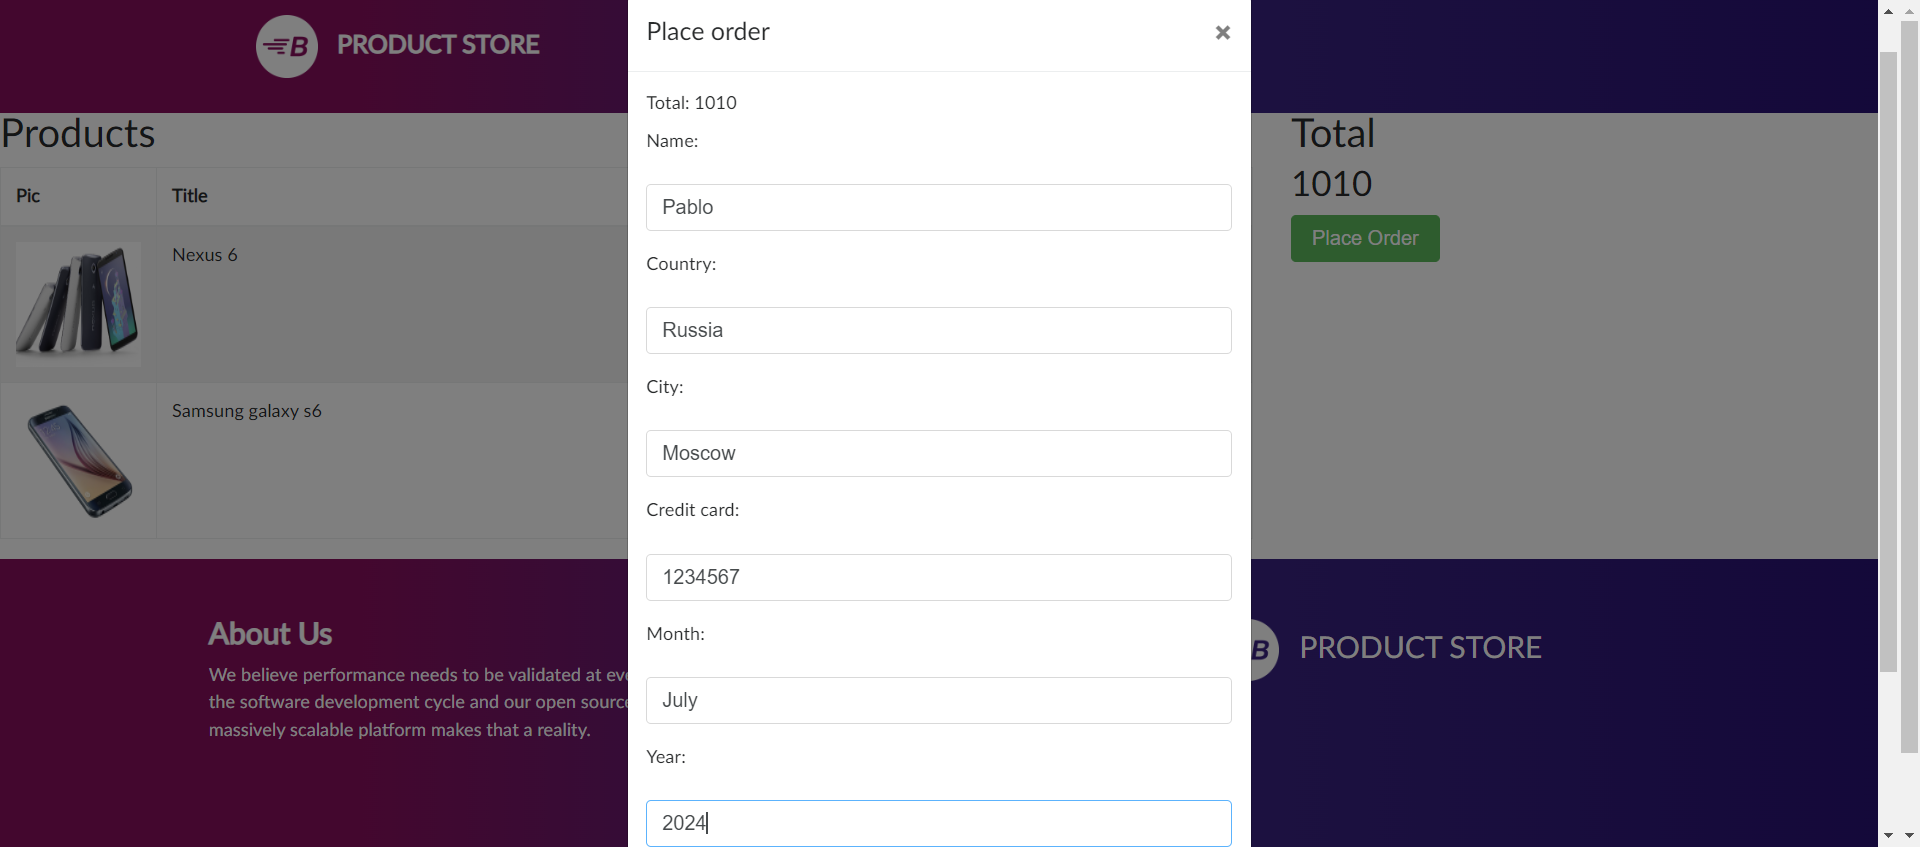 B PRODUCT STORE
Products
Pic Title
Nexus 6
Samsung galaxy s6
Place order ×
Total: 1010
Name:
Pablo
Country:
Russia
City:
Moscow
Credit card:
1234567
Month:
July
Year:
2024
Total
1010
Place Order
About Us
We believe performance needs to be validated at eve
the software development cycle and our open source
massively scalable platform makes that a reality.
B PRODUCT STORE